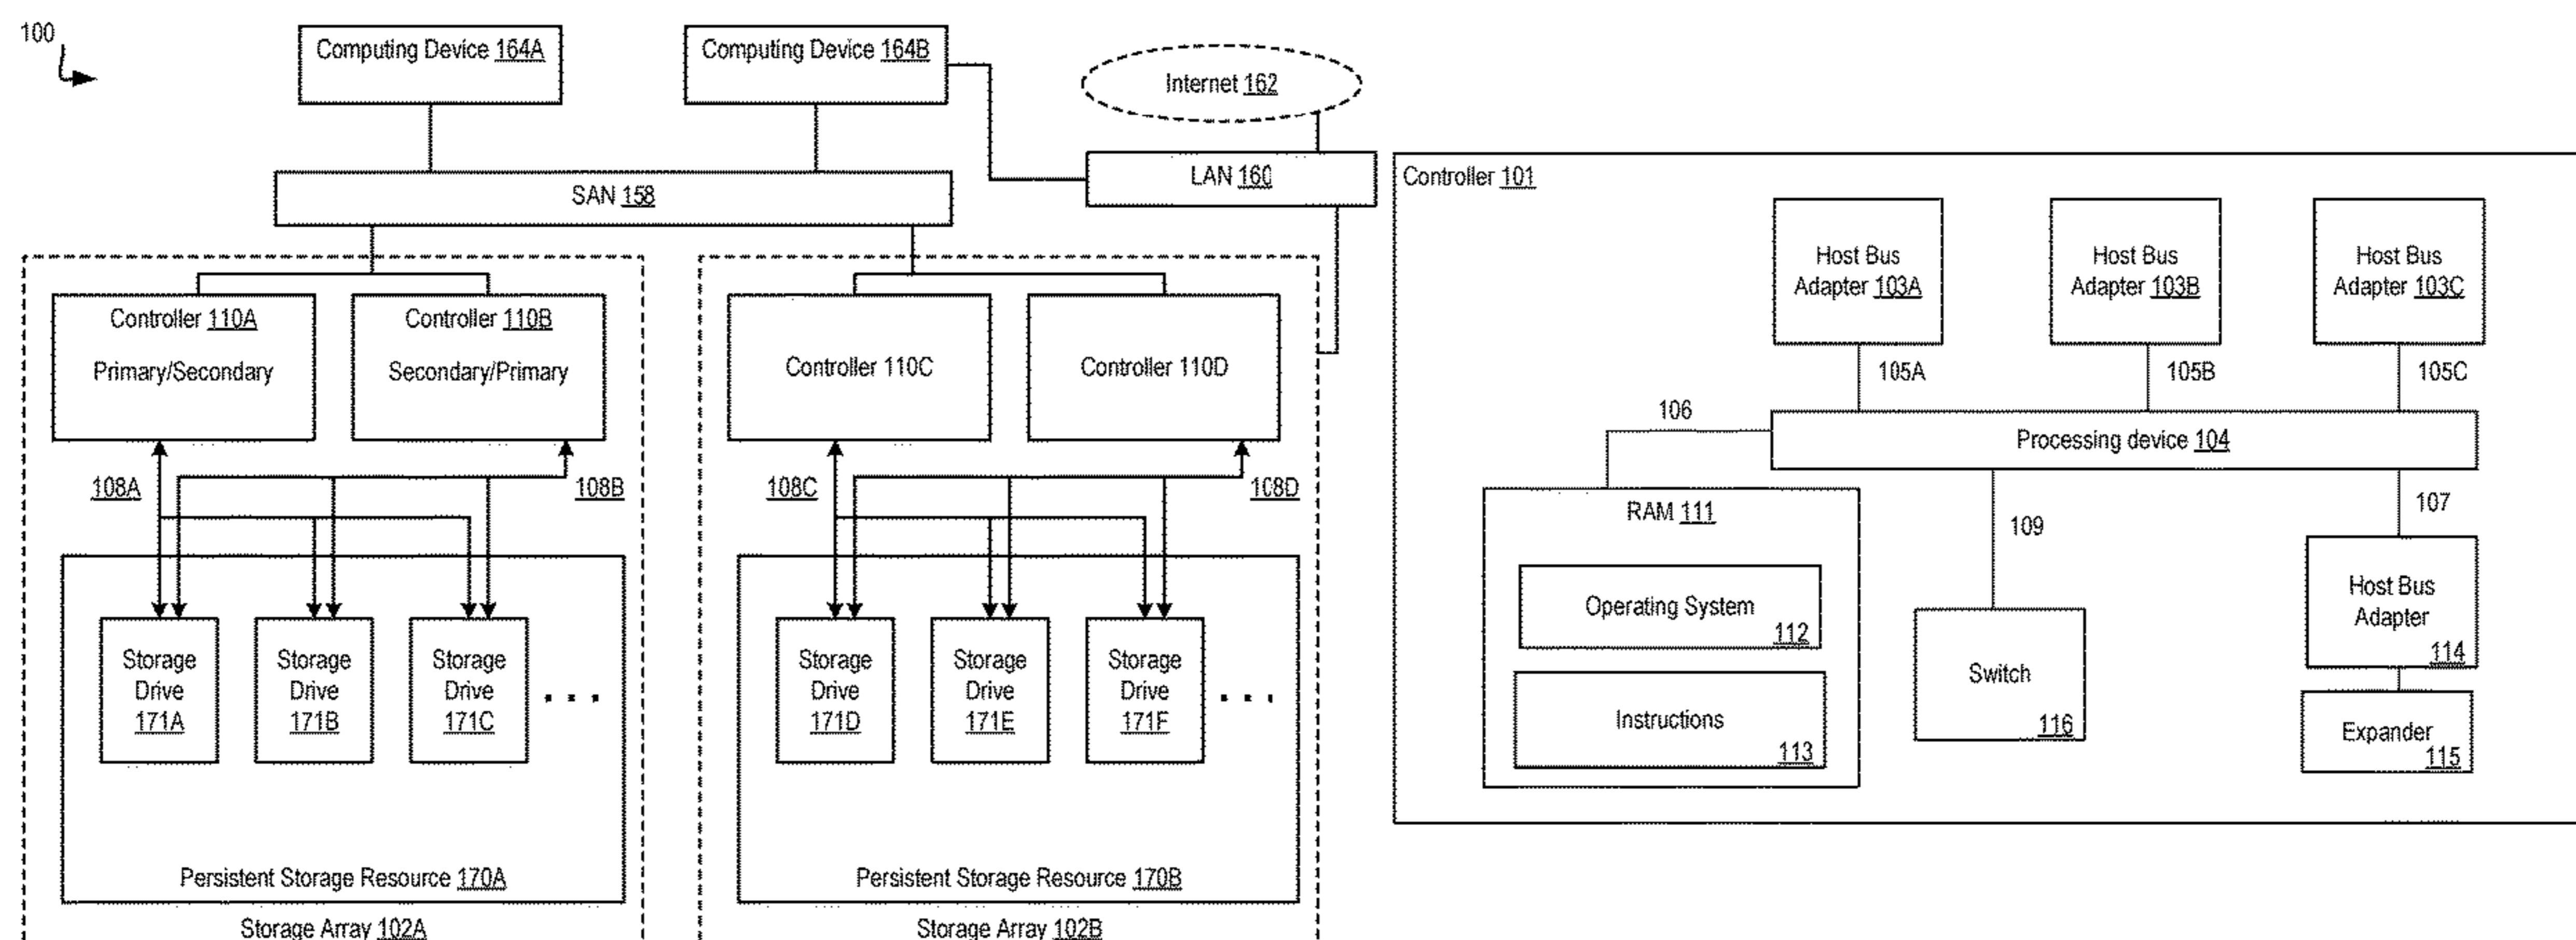 100
Computing Device 164A
Computing Device 164B
Internet 162
LAN 160
SAN 158
Controller 110A
Primary/Secondary
Controller 110B
Secondary/Primary
Controller 110C
Controller 110D
108A
108B
108C
108D
Storage
Drive
171A
Storage
Drive
171B
Storage
Drive
171C
...
Persistent Storage Resource 170A
Storage Array 102A
Storage
Drive
171D
Storage
Drive
171E
Storage
Drive
171F
...
Persistent Storage Resource 170B
Storage Array 102B
Controller 101
Host Bus
Adapter 103A
Host Bus
Adapter 103B
Host Bus
Adapter 103C
105A
105B
105C
106
Processing device 104
RAM 111
109
107
Operating System
112
Instructions
113
Switch
116
Host Bus
Adapter
114
Expander
115